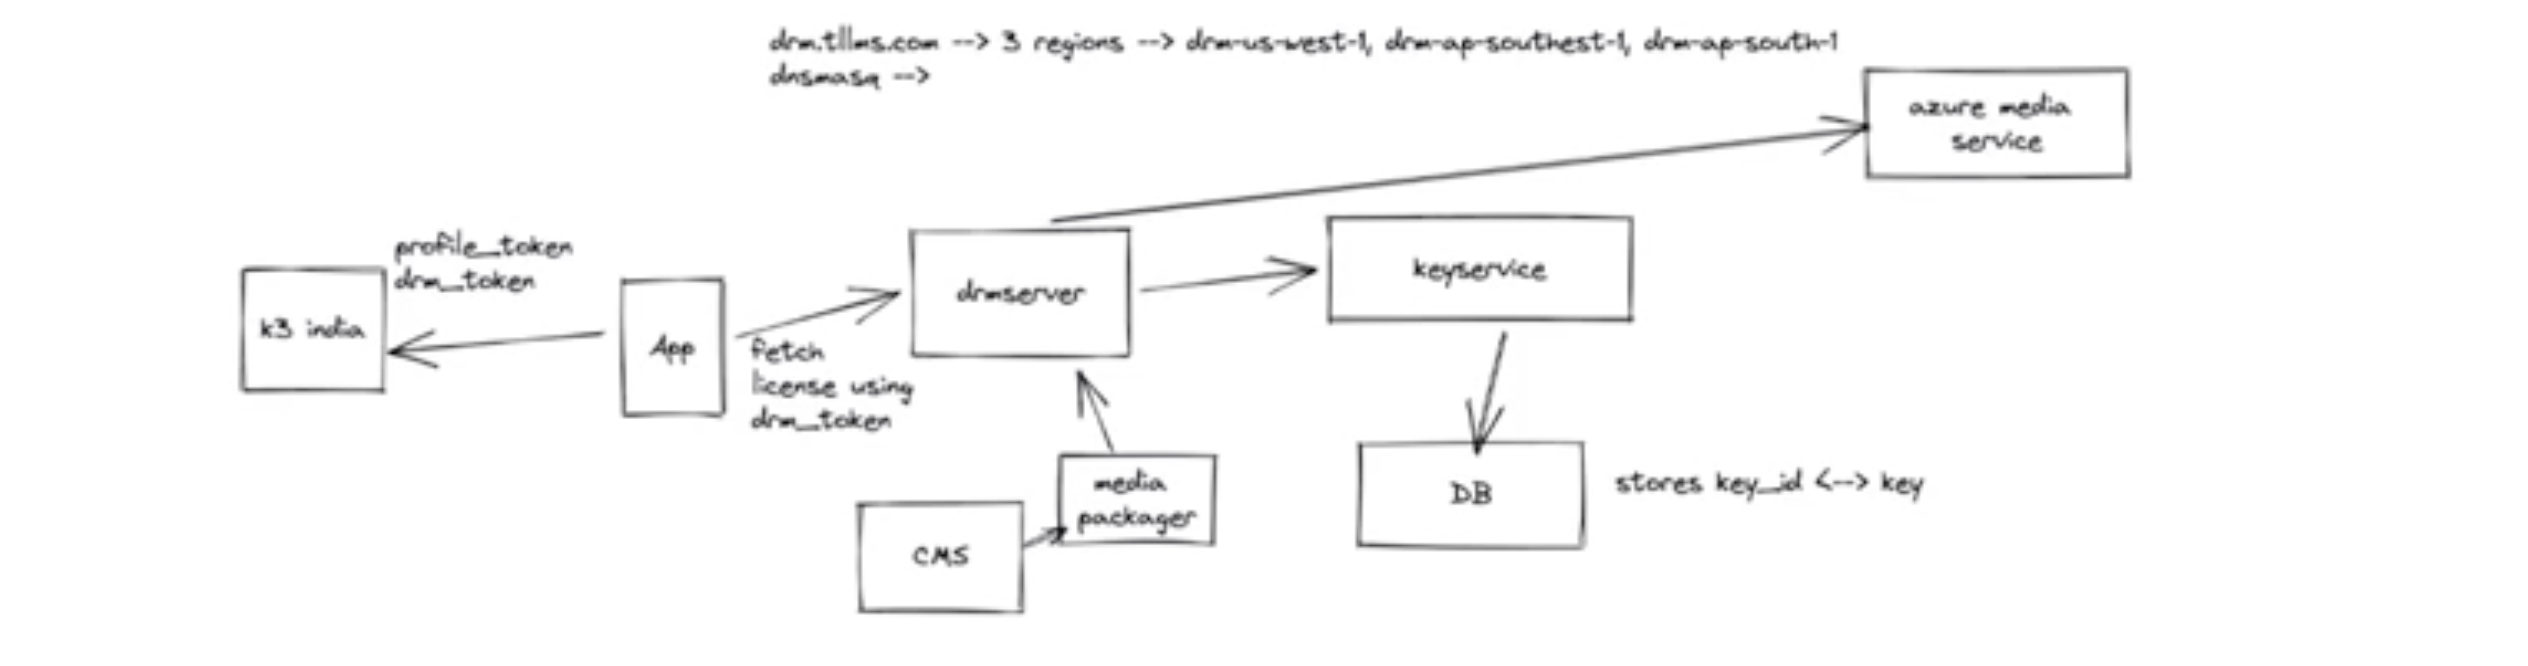 drm.tllms.com --> 3 regions --> drm-us-west-1, drm-ap-southest-1, drm-ap-south-1
dnsmasq -->
azure media
service
profile_token
drm_token
k3 india
App
fetch
license using
drm_token
drmserver
keyservice
media
packager
CMS
DB
stores key_id <--> key